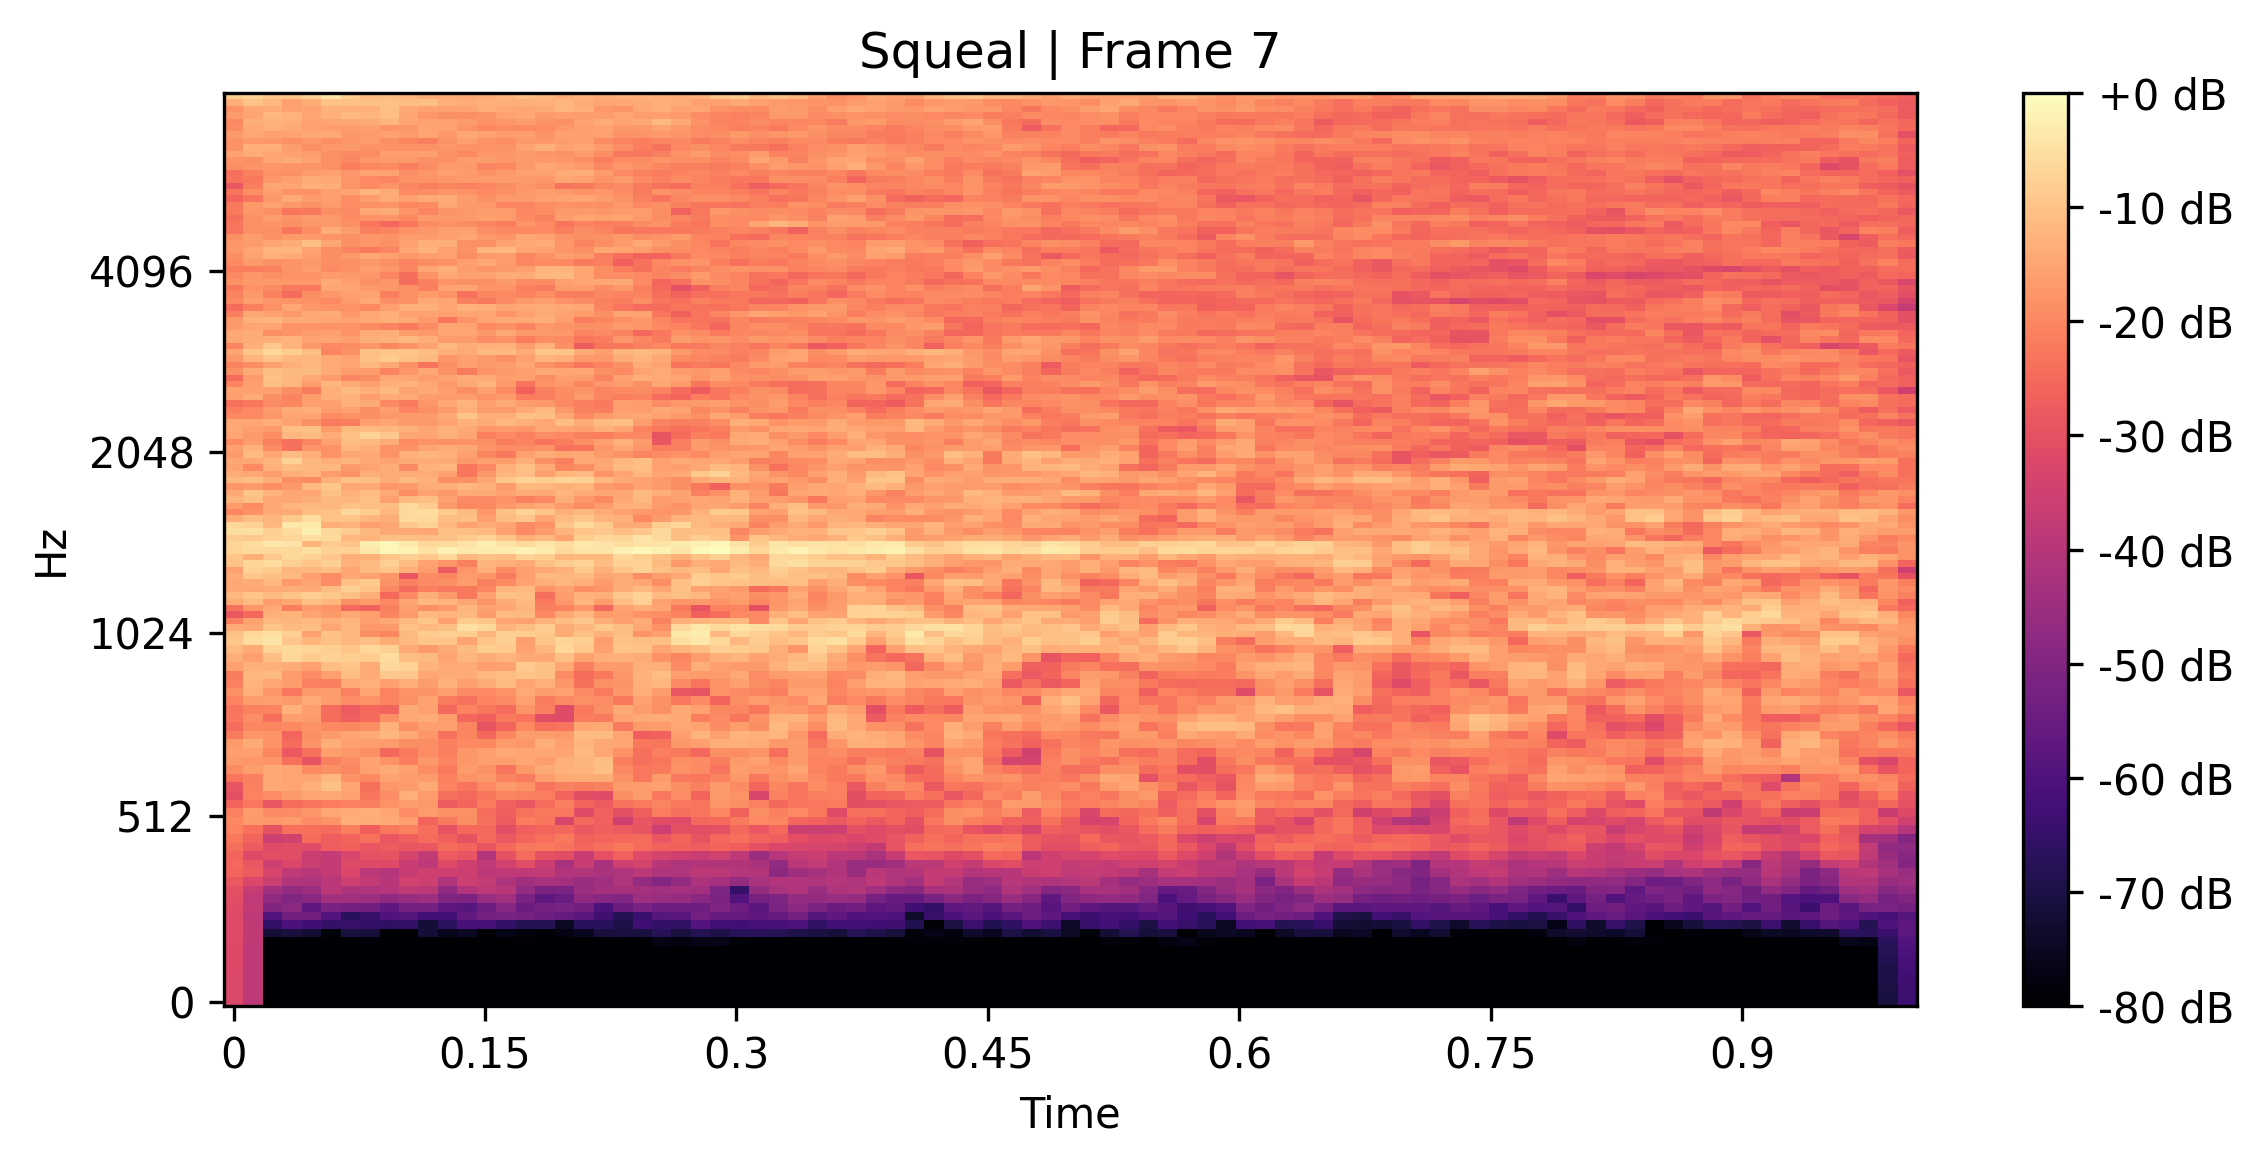 Squeal | Frame 7
Hz
4096
2048
1024
512
0
0 0.15 0.3 0.45 0.6 0.75 0.9
Time
+0 dB
-10 dB
-20 dB
-30 dB
-40 dB
-50 dB
-60 dB
-70 dB
-80 dB